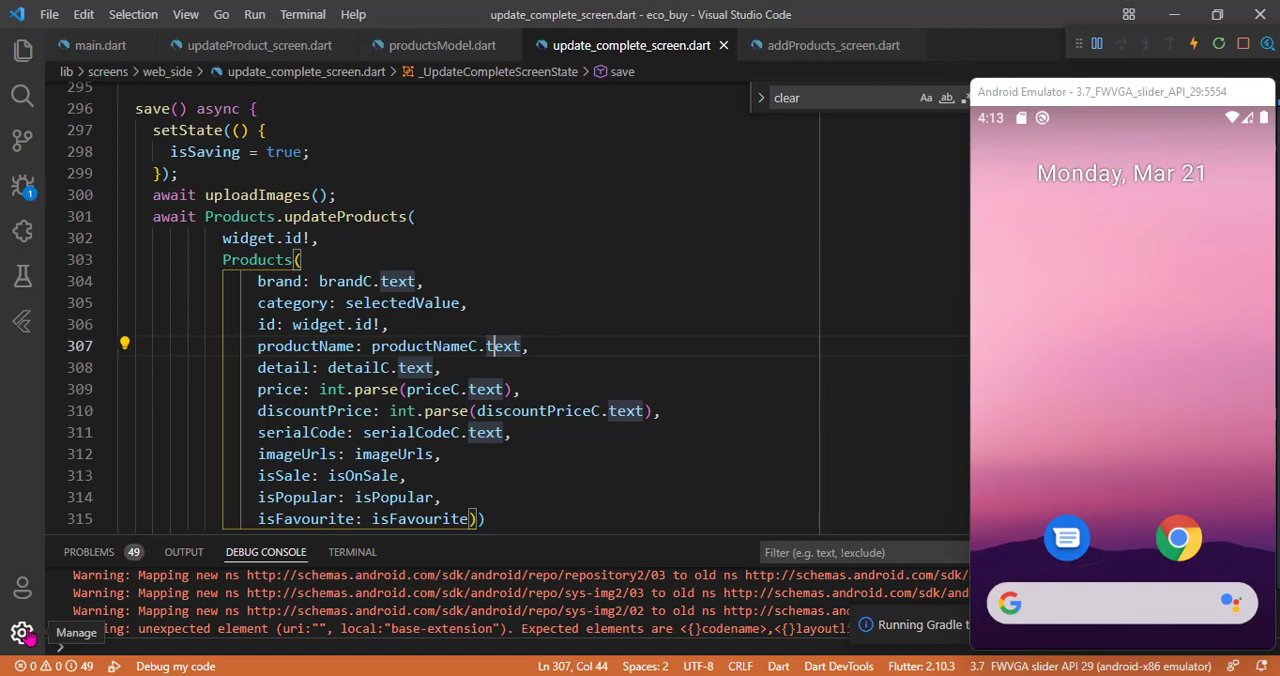 File Edit Selection View Go Run Terminal Help
update_complete_screen.dart - eco_buy - Visual Studio Code
main.dart updateProduct_screen.dart productsModel.dart update_complete_screen.dart addProducts_screen.dart
lib > screens > web_side > update_complete_screen.dart > _UpdateCompleteScreenState > save
clear Aa ab
295
296 save() async {
297 setState(() {
298 isSaving = true;
299 });
300 await uploadImages();
301 await Products.updateProducts(
302 widget.id!,
303 Products(
304 brand: brandC.text,
305 category: selectedValue,
306 id: widget.id!,
307 productName: productNameC.text,
308 detail: detailC.text,
309 price: int.parse(priceC.text),
310 discountPrice: int.parse(discountPriceC.text),
311 serialCode: serialCodeC.text,
312 imageUrls: imageUrls,
313 isSale: isOnSale,
314 isPopular: isPopular,
315 isFavourite: isFavourite))
1
PROBLEMS 49 OUTPUT DEBUG CONSOLE TERMINAL
Filter (e.g. text, !exclude)
Warning: Mapping new ns http://schemas.android.com/sdk/android/repo/repository2/03 to old ns http://schemas.android.com/sdk/a
Warning: Mapping new ns http://schemas.android.com/sdk/android/repo/sys-img2/03 to old ns http://schemas.android.com/sdk/a
Warning: Mapping new ns http://schemas.android.com/sdk/android/repo/sys-img2/02 to old ns http
ng: unexpected element (uri:"", local:"base-extension"). Expected elements are <{}codename>,<{}layoutli
>
Manage
Running Gradle t
0 0 49 Debug my code
Ln 307, Col 44 Spaces: 2 UTF-8 CRLF Dart Dart DevTools Flutter: 2.10.3 3.7 FWVGA slider API 29 (android-x86 emulator)
Android Emulator - 3.7_FWVGA_slider_API_29:5554
4:13
Monday, Mar 21